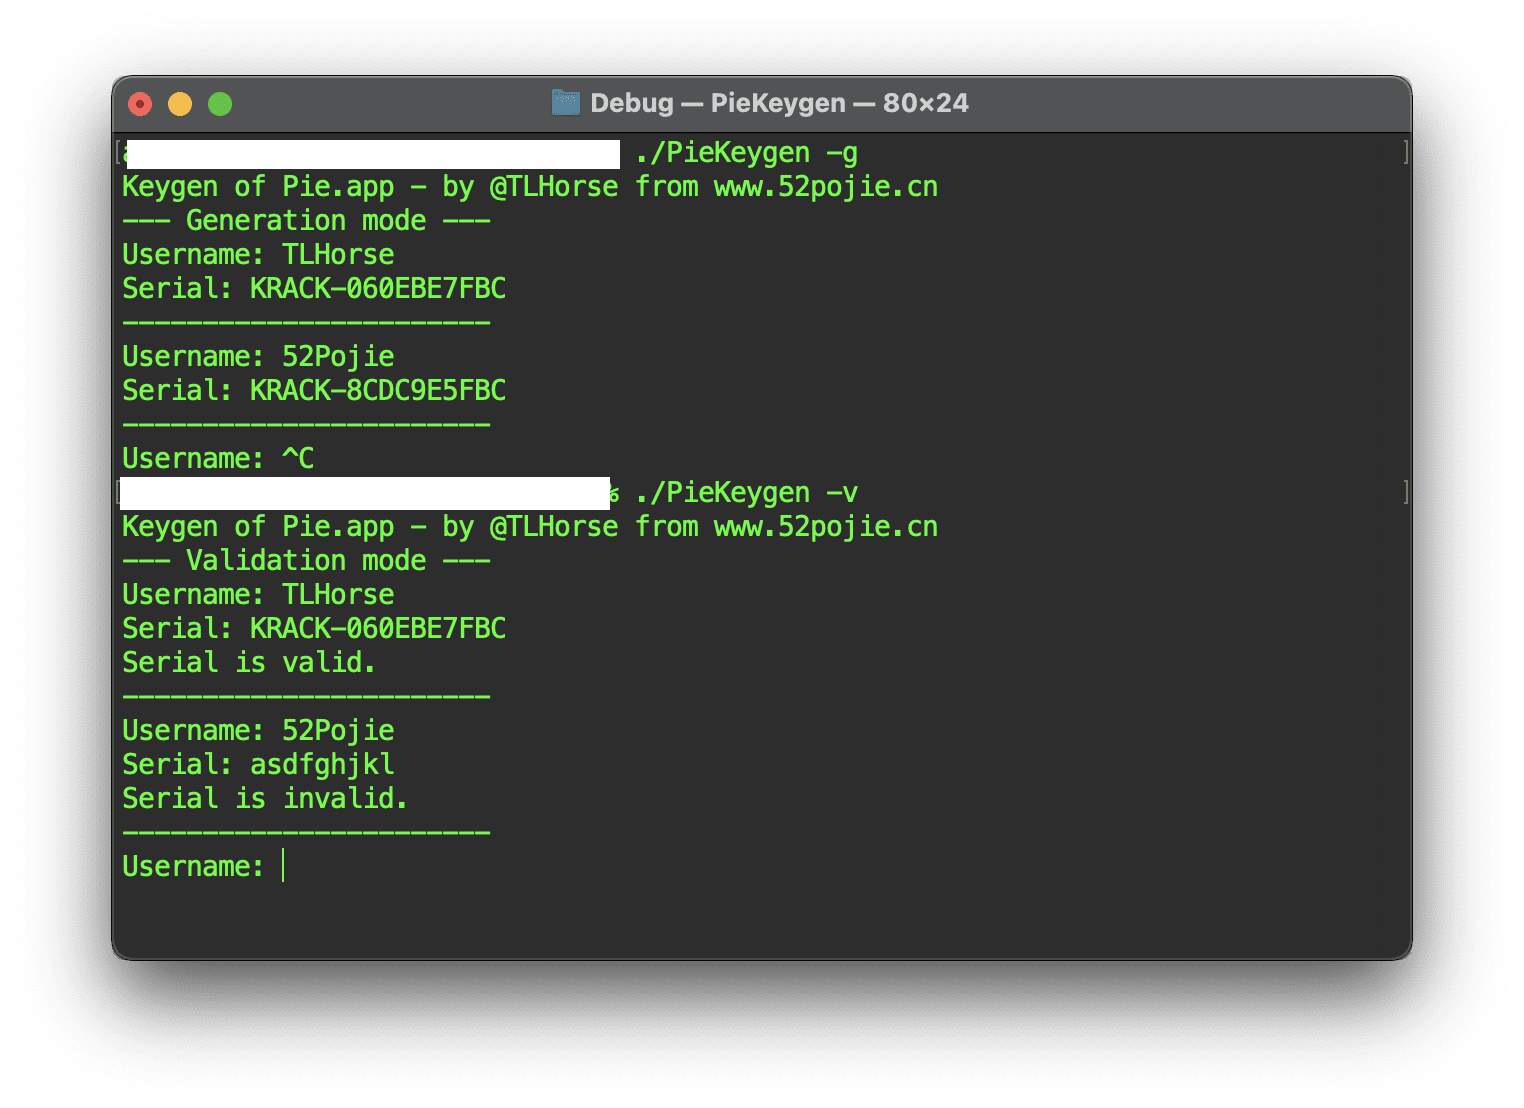 Debug — PieKeygen — 80×24
./PieKeygen -g
Keygen of Pie.app - by @TLHorse from www.52pojie.cn
--- Generation mode ---
Username: TLHorse
Serial: KRACK-060EBE7FBC
-----------------------
Username: 52Pojie
Serial: KRACK-8CDC9E5FBC
-----------------------
Username: ^C
% ./PieKeygen -v
Keygen of Pie.app - by @TLHorse from www.52pojie.cn
--- Validation mode ---
Username: TLHorse
Serial: KRACK-060EBE7FBC
Serial is valid.
-----------------------
Username: 52Pojie
Serial: asdfghjkl
Serial is invalid.
-----------------------
Username: